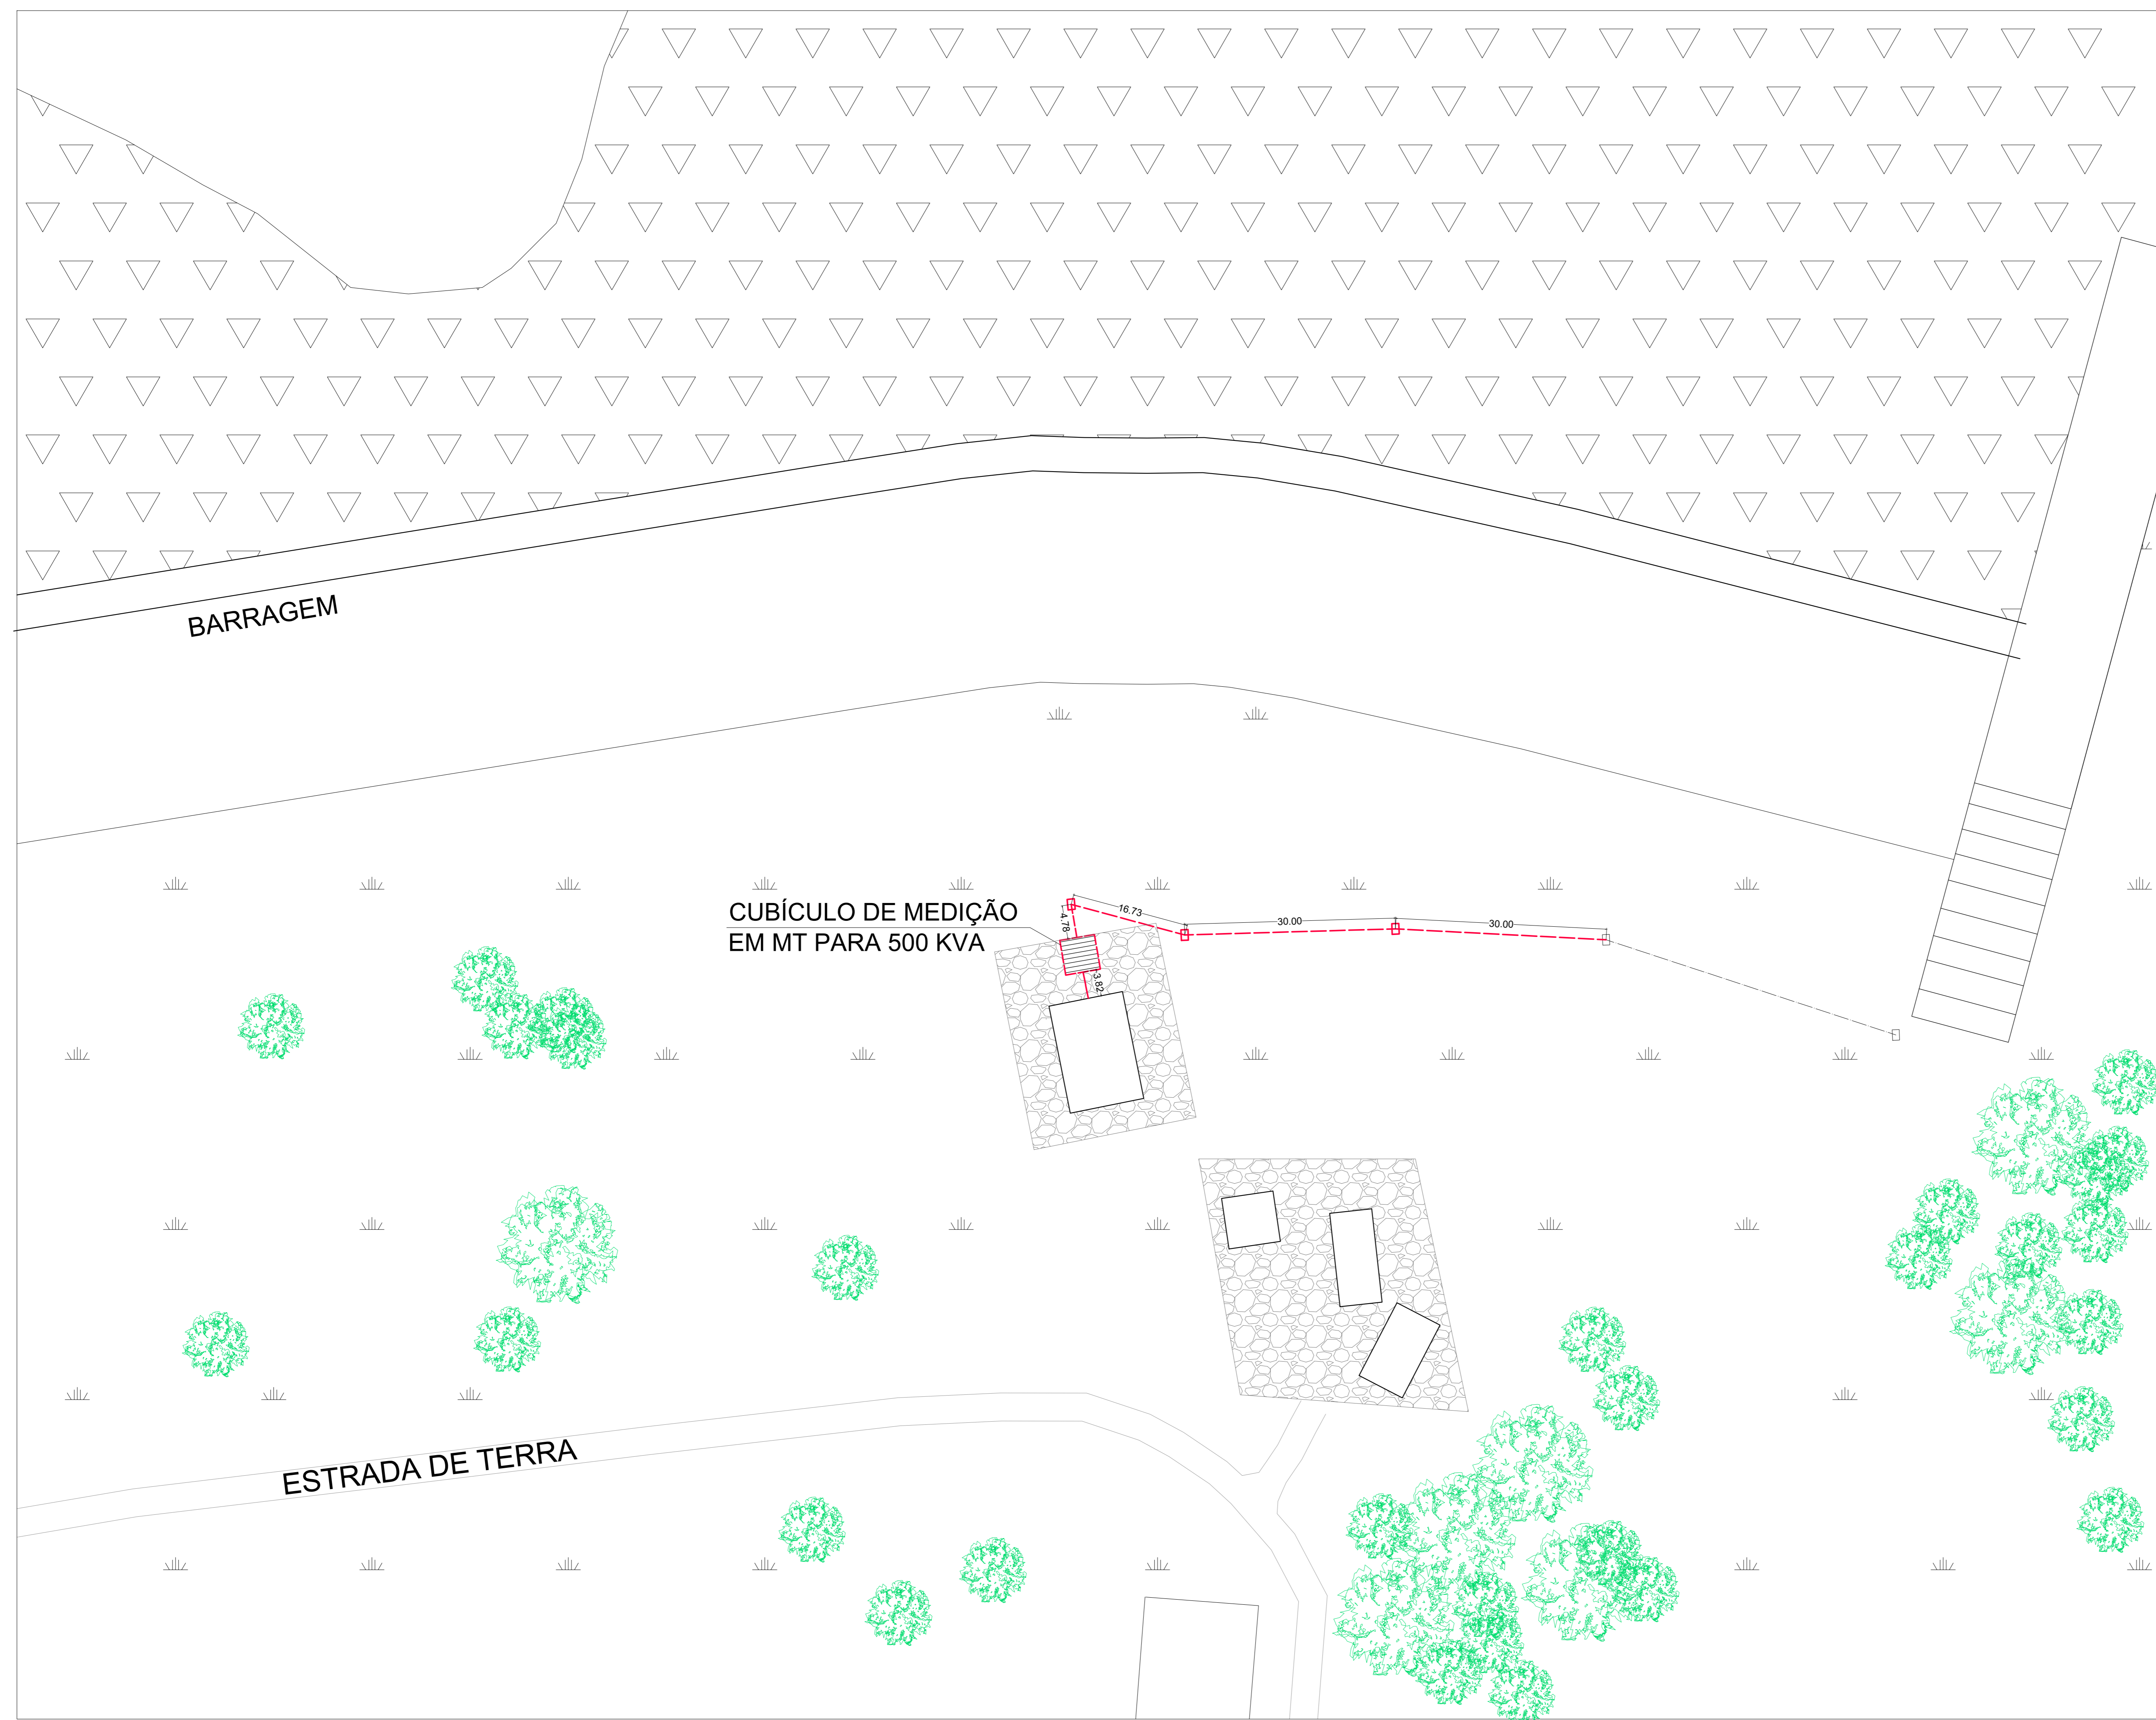 BARRAGEM
CUBÍCULO DE MEDIÇÃO
EM MT PARA 500 KVA
4.78
16.73
30.00
30.00
3.82
ESTRADA DE TERRA